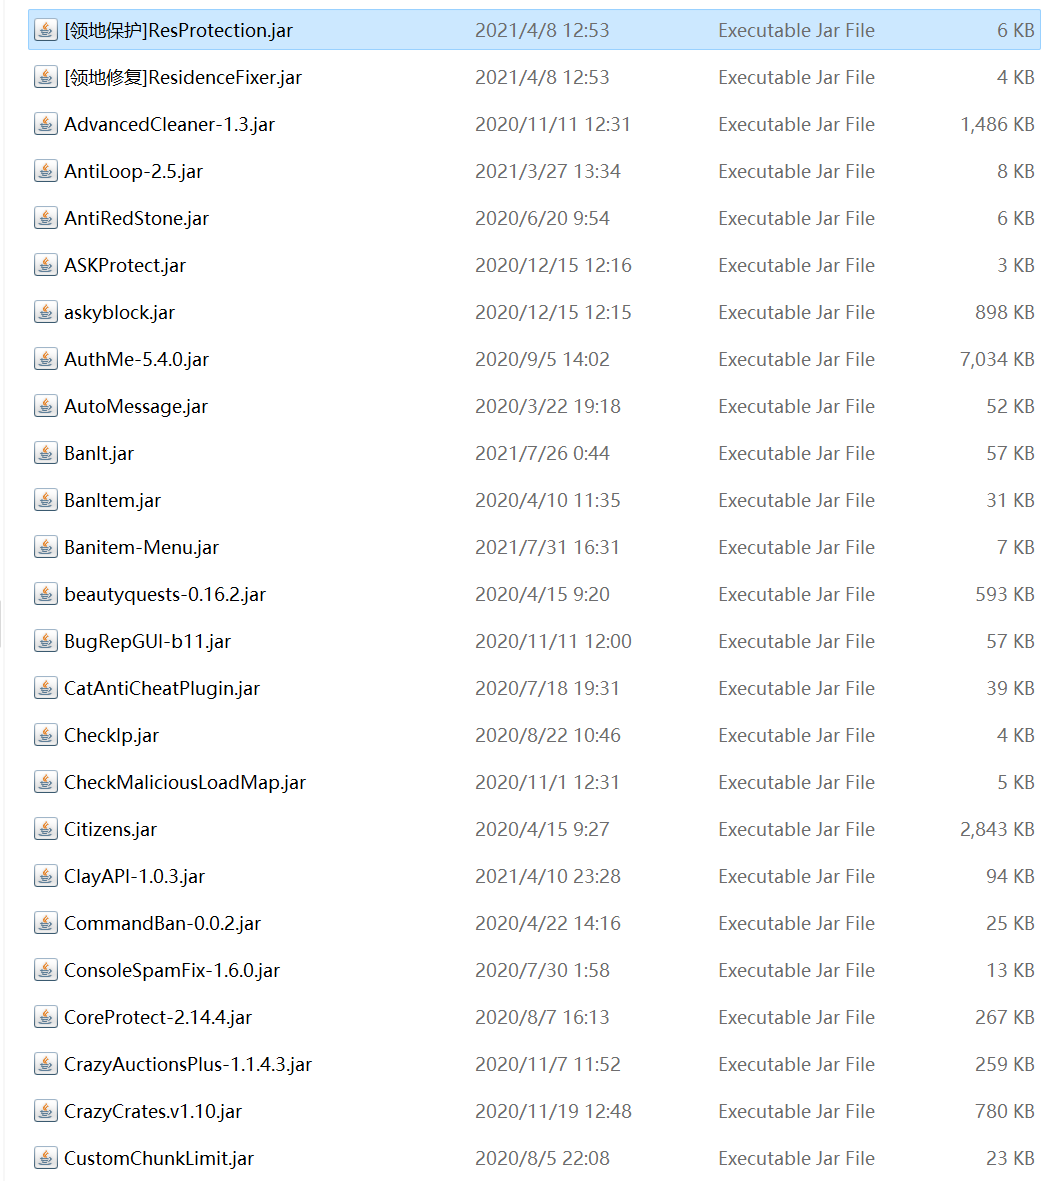 [领地保护]ResProtection.jar 2021/4/8 12:53 Executable Jar File 6 KB
[领地修复]ResidenceFixer.jar 2021/4/8 12:53 Executable Jar File 4 KB
AdvancedCleaner-1.3.jar 2020/11/11 12:31 Executable Jar File 1,486 KB
AntiLoop-2.5.jar 2021/3/27 13:34 Executable Jar File 8 KB
AntiRedStone.jar 2020/6/20 9:54 Executable Jar File 6 KB
ASKProtect.jar 2020/12/15 12:16 Executable Jar File 3 KB
askyblock.jar 2020/12/15 12:15 Executable Jar File 898 KB
AuthMe-5.4.0.jar 2020/9/5 14:02 Executable Jar File 7,034 KB
AutoMessage.jar 2020/3/22 19:18 Executable Jar File 52 KB
BanIt.jar 2021/7/26 0:44 Executable Jar File 57 KB
BanItem.jar 2020/4/10 11:35 Executable Jar File 31 KB
Banitem-Menu.jar 2021/7/31 16:31 Executable Jar File 7 KB
beautyquests-0.16.2.jar 2020/4/15 9:20 Executable Jar File 593 KB
BugRepGUI-b11.jar 2020/11/11 12:00 Executable Jar File 57 KB
CatAntiCheatPlugin.jar 2020/7/18 19:31 Executable Jar File 39 KB
CheckIp.jar 2020/8/22 10:46 Executable Jar File 4 KB
CheckMaliciousLoadMap.jar 2020/11/1 12:31 Executable Jar File 5 KB
Citizens.jar 2020/4/15 9:27 Executable Jar File 2,843 KB
ClayAPI-1.0.3.jar 2021/4/10 23:28 Executable Jar File 94 KB
CommandBan-0.0.2.jar 2020/4/22 14:16 Executable Jar File 25 KB
ConsoleSpamFix-1.6.0.jar 2020/7/30 1:58 Executable Jar File 13 KB
CoreProtect-2.14.4.jar 2020/8/7 16:13 Executable Jar File 267 KB
CrazyAuctionsPlus-1.1.4.3.jar 2020/11/7 11:52 Executable Jar File 259 KB
CrazyCrates.v1.10.jar 2020/11/19 12:48 Executable Jar File 780 KB
CustomChunkLimit.jar 2020/8/5 22:08 Executable Jar File 23 KB